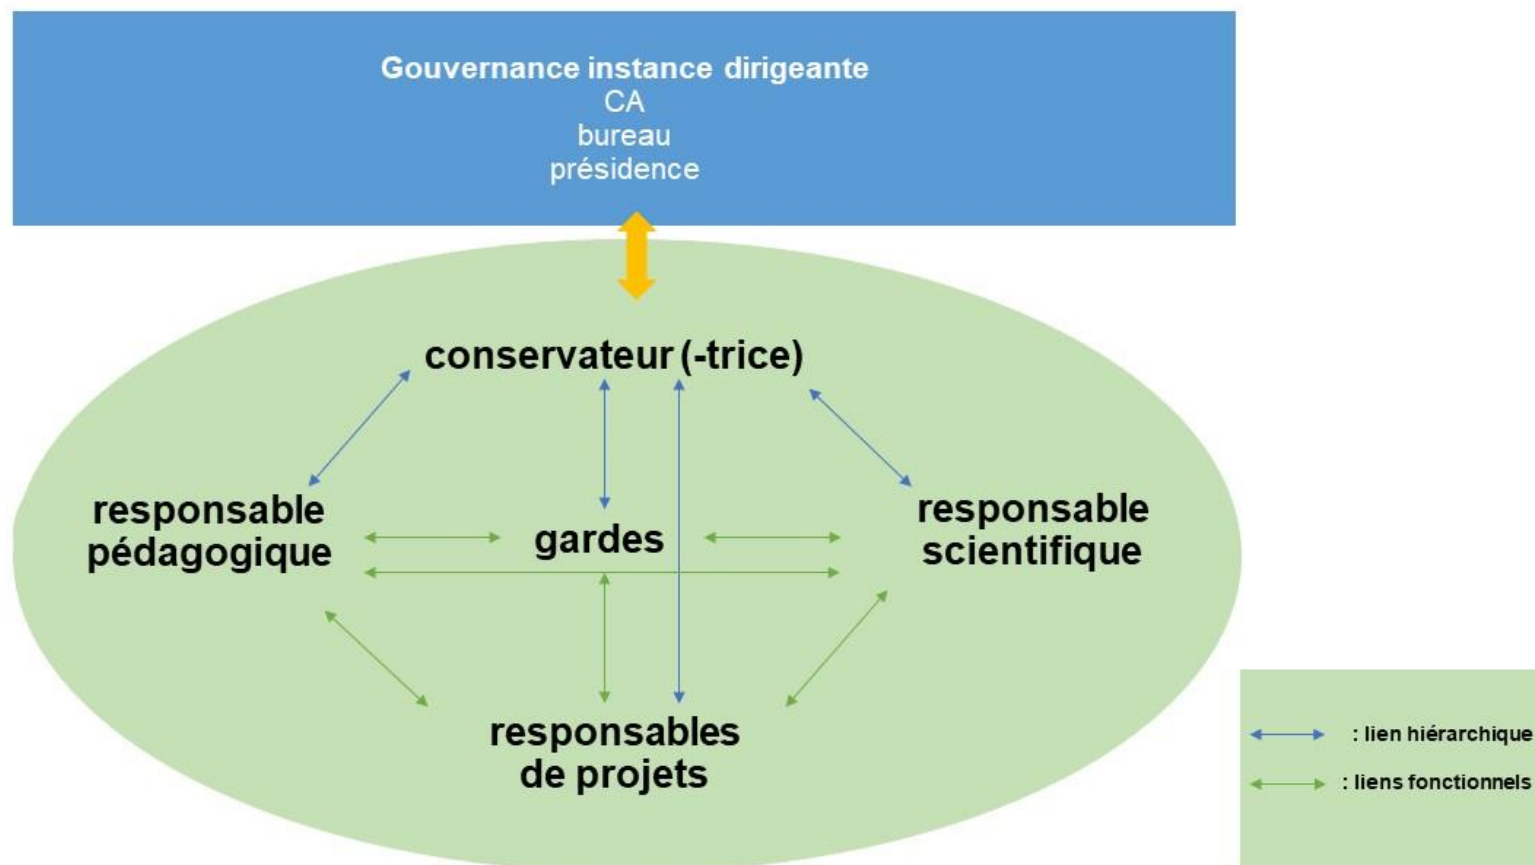 Gouvernance instance dirigeante
CA
bureau
présidence
conservateur (-trice)
responsable
pédagogique
gardes
responsable
scientifique
responsables
de projets
: lien hiérarchique
: liens fonctionnels